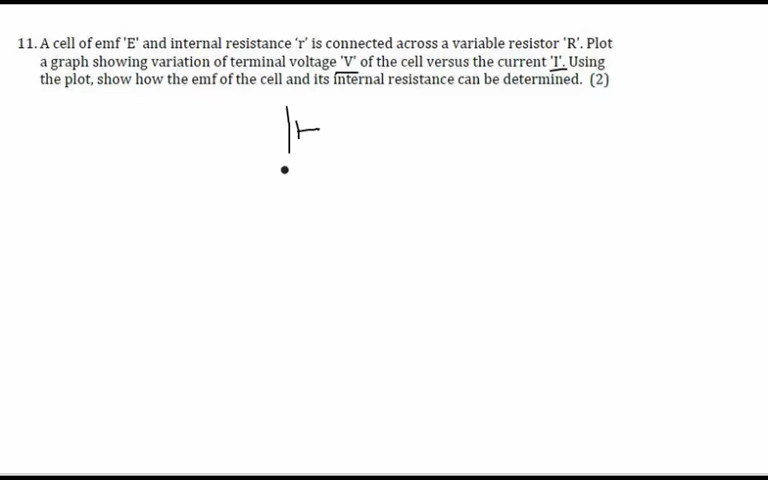 11. A cell of emf 'E' and internal resistance 'r' is connected across a variable resistor 'R'. Plot
a graph showing variation of terminal voltage 'V' of the cell versus the current 'I'. Using
the plot, show how the emf of the cell and its internal resistance can be determined. (2)